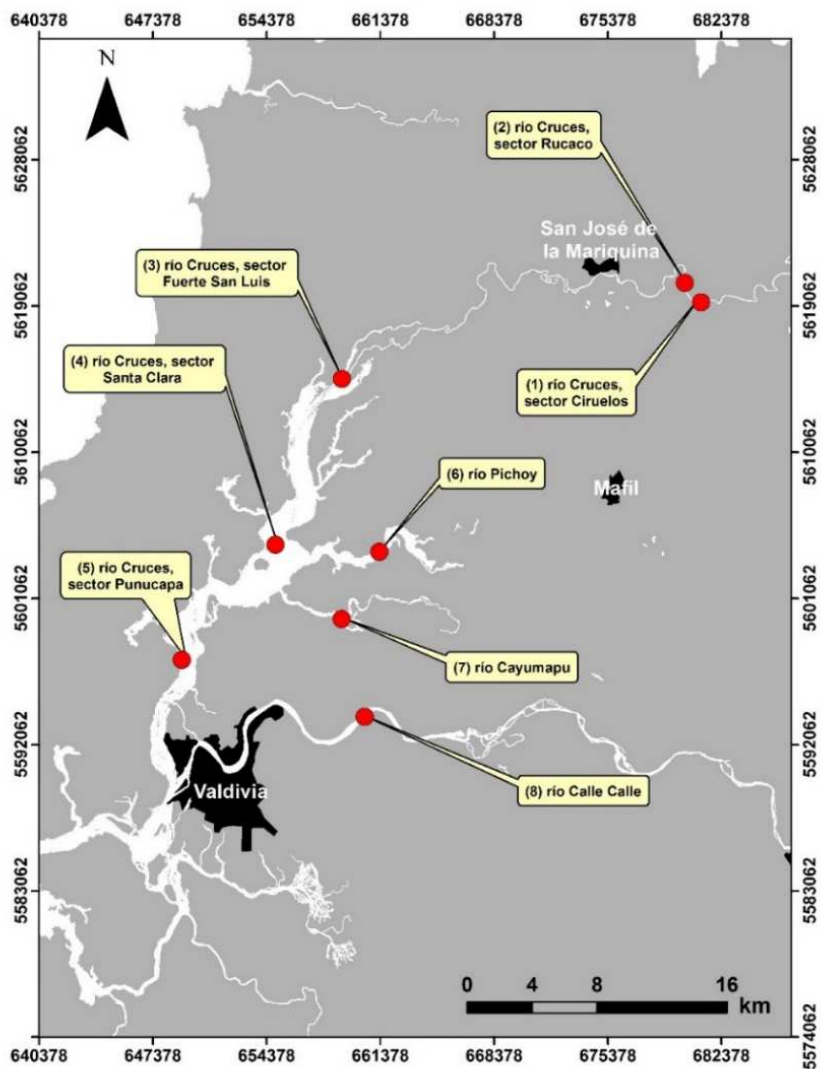 640378 647378 654378 661378 668378 675378 682378
N
5628062
5628062
(2) río Cruces,
sector Rucaco
San José de
la Mariquina
(3) río Cruces, sector
Fuerte San Luis
5619062
5619062
(4) río Cruces, sector
Santa Clara
(1) río Cruces,
sector Ciruelos
5610062
5610062
(6) río Pichoy
Mafil
(5) río Cruces,
sector Punucapa
5601062
5601062
(7) río Cayumapu
5592062
5592062
Valdivia
(8) río Calle Calle
5583062
5583062
0 4 8 16
km
5574062
640378 647378 654378 661378 668378 675378 682378